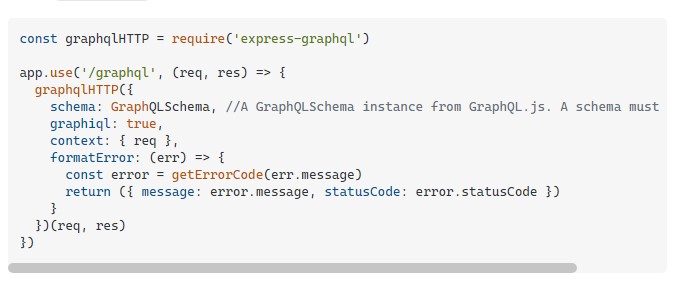 const graphqlHTTP = require('express-graphql')
app.use('/graphql', (req, res) => {
graphqlHTTP({
schema: GraphQLSchema, //A GraphQLSchema instance from GraphQL.js. A schema must
graphiql: true,
context: { req },
formatError: (err) => {
const error = getErrorCode(err.message)
return ({ message: error.message, statusCode: error.statusCode })
}
})(req, res)
})